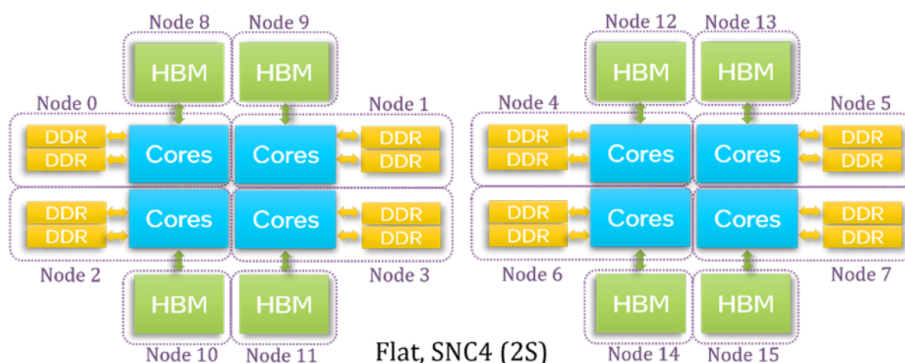 Node 8 Node 9 Node 12 Node 13
HBM HBM HBM HBM
Node 0 Node 1 Node 4 Node 5
DDR DDR DDR DDR
Cores Cores Cores Cores
DDR DDR DDR DDR
DDR DDR DDR DDR
Cores Cores Cores Cores
DDR DDR DDR DDR
Node 2 Node 3 Node 6 Node 7
HBM HBM HBM HBM
Node 10 Node 11 Node 14 Node 15
Flat, SNC4 (2S)